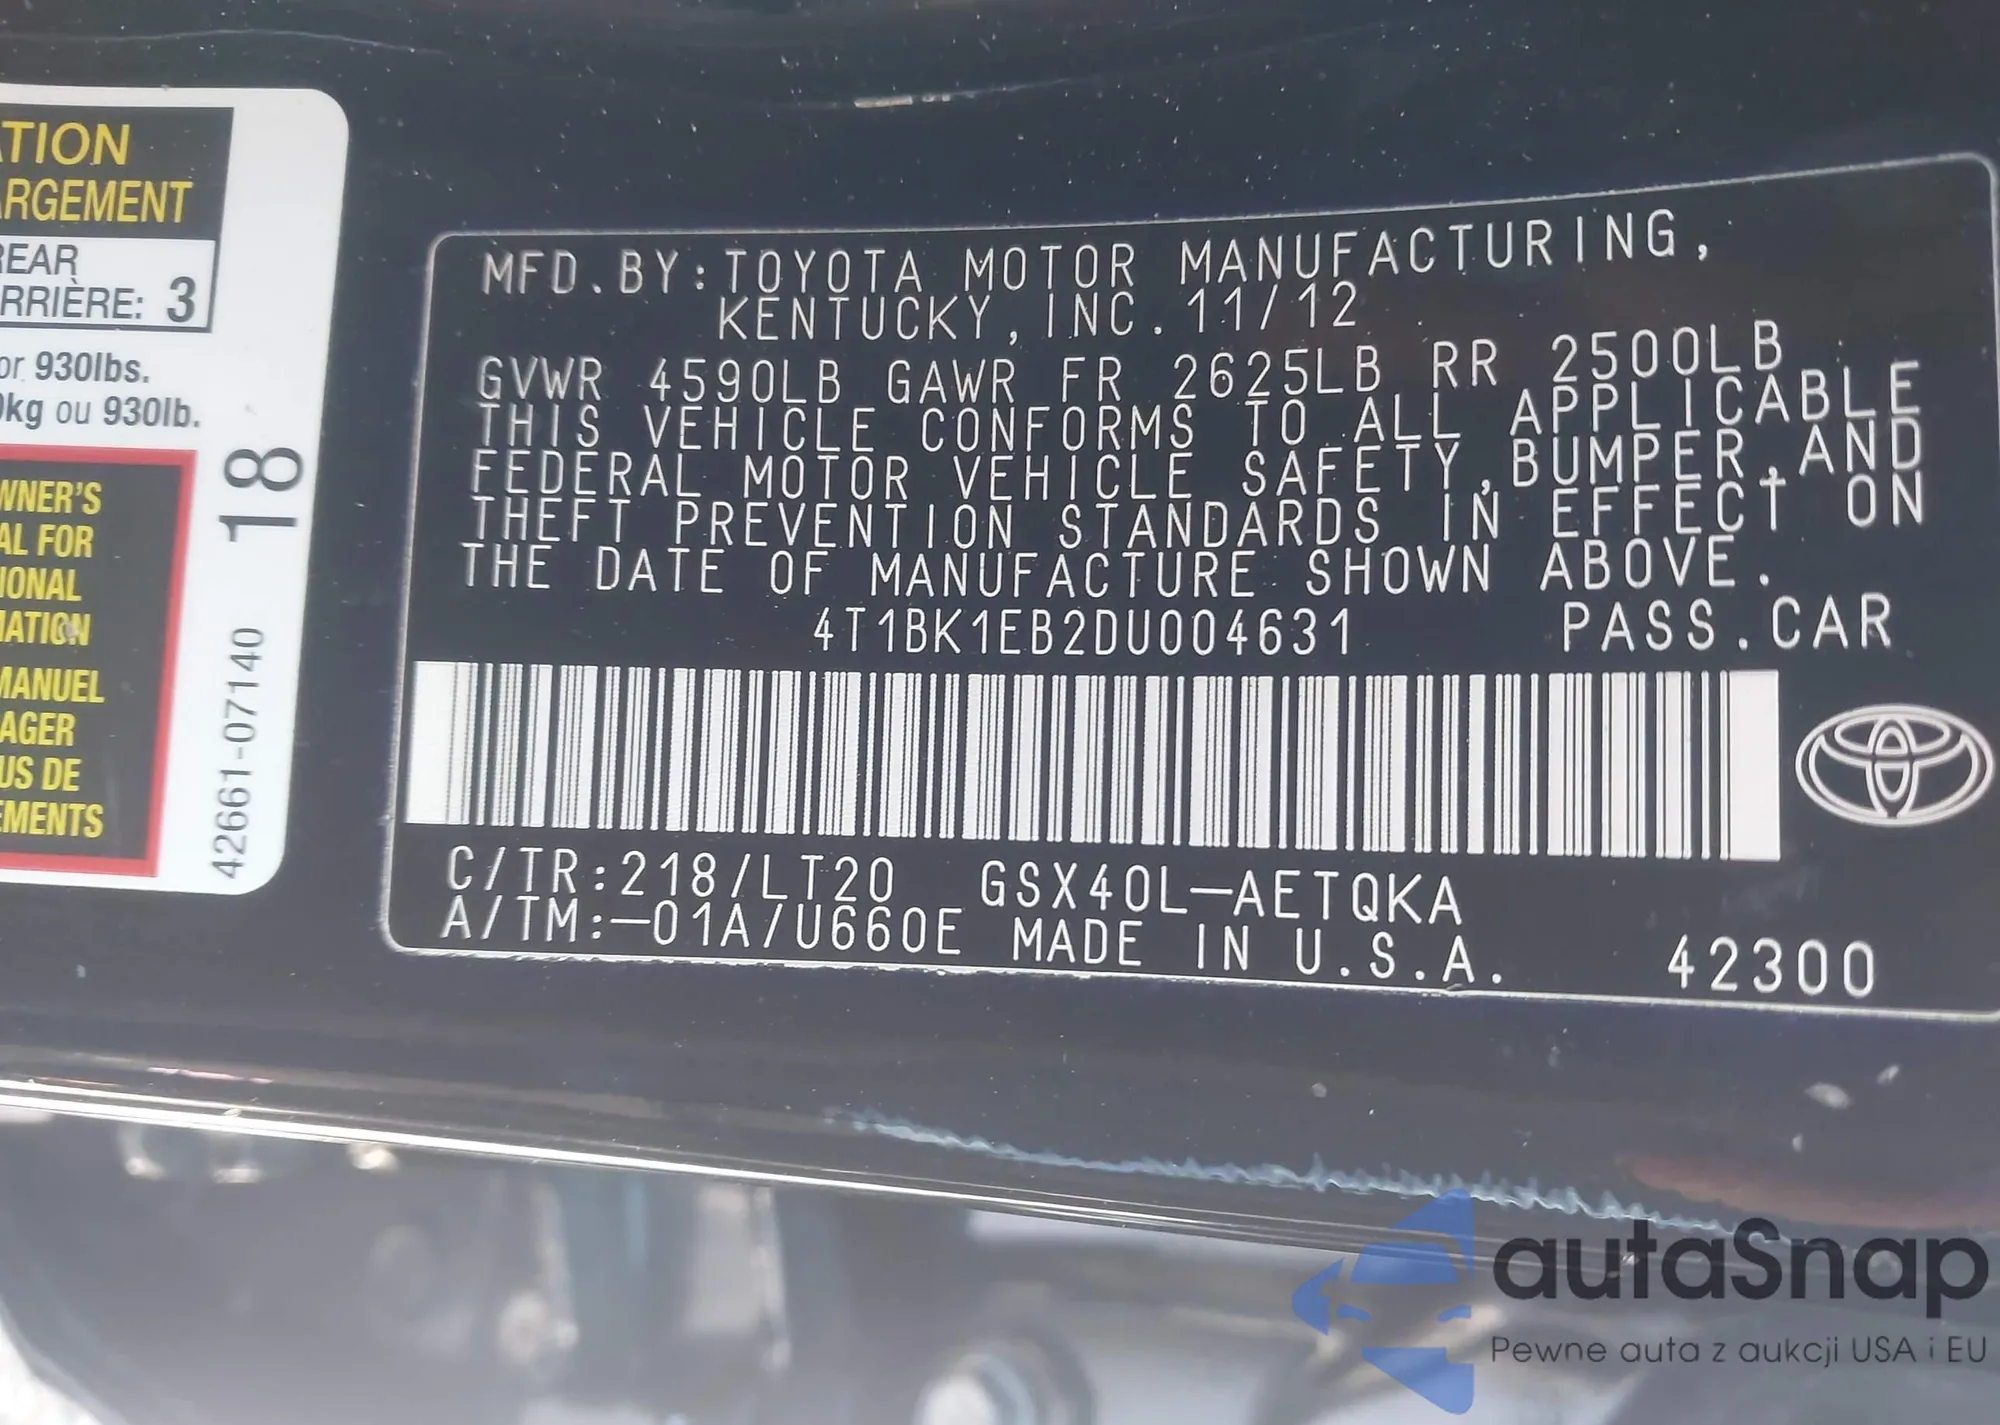 TION
ARGEMENT
REAR
RRIÈRE: 3
or 930lbs.
0kg ou 930lb.
WNER'S
AL FOR
IONAL
MATION
MANUEL
AGER
US DE
EMENTS
18
42661-07140
MFD.BY:TOYOTA MOTOR MANUFACTURING,
KENTUCKY,INC.11/12
GVWR 4590LB GAWR FR 2625LB RR 2500LB
THIS VEHICLE CONFORMS TO ALL APPLICABLE
FEDERAL MOTOR VEHICLE SAFETY,BUMPER,AND
THEFT PREVENTION STANDARDS IN EFFECT ON
THE DATE OF MANUFACTURE SHOWN ABOVE.
4T1BK1EB2DU004631 PASS.CAR
C/TR:218/LT20 GSX40L-AETQKA
A/TM:-01A/U660E MADE IN U.S.A. 42300
autaSnap
Pewne auta z aukcji USA i EU